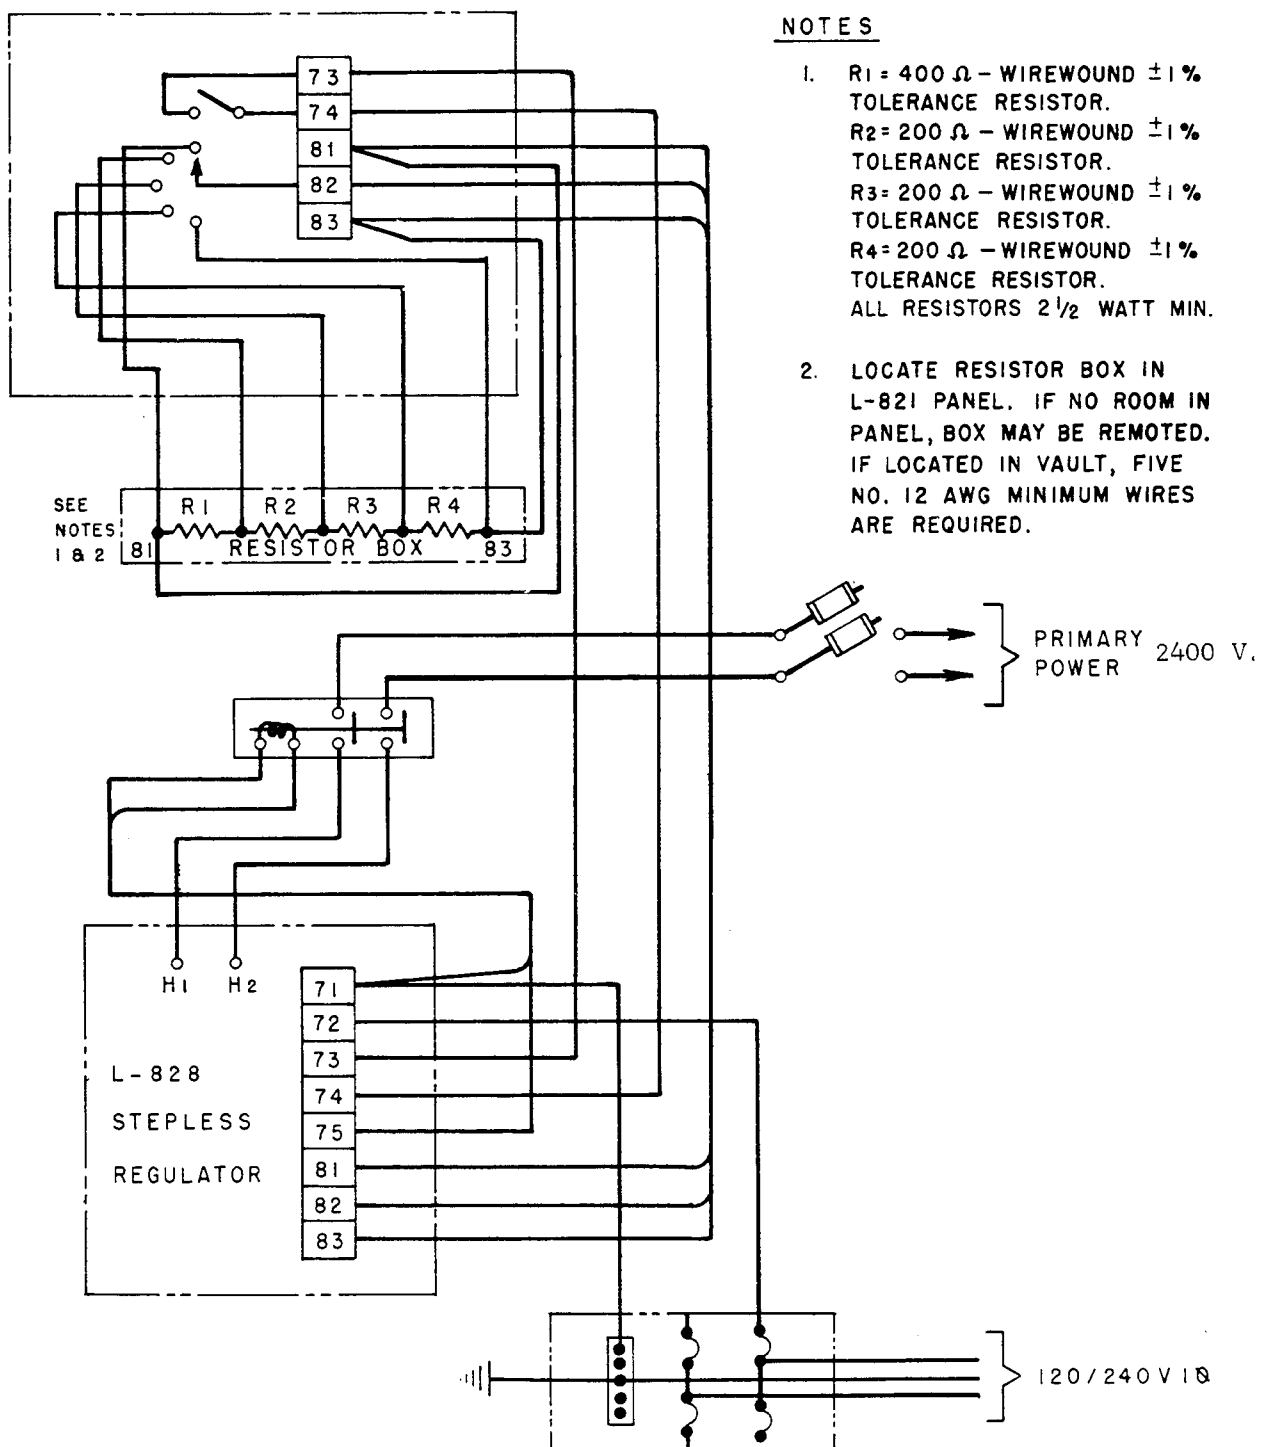 NOTES
1. R1 = 400 Ω - WIREWOUND ±1%
TOLERANCE RESISTOR.
R2 = 200 Ω - WIREWOUND ±1%
TOLERANCE RESISTOR.
R3 = 200 Ω - WIREWOUND ±1%
TOLERANCE RESISTOR.
R4 = 200 Ω - WIREWOUND ±1%
TOLERANCE RESISTOR.
ALL RESISTORS 2 1/2 WATT MIN.
2. LOCATE RESISTOR BOX IN
L-821 PANEL. IF NO ROOM IN
PANEL, BOX MAY BE REMOTED.
IF LOCATED IN VAULT, FIVE
NO. 12 AWG MINIMUM WIRES
ARE REQUIRED.
73
74
81
82
83
SEE
NOTES
1 & 2
R1 R2 R3 R4
81 RESISTOR BOX 83
PRIMARY
POWER
2400 V.
H1 H2
71
72
73
74
75
81
82
83
L-828
STEPLESS
REGULATOR
120/240 V 1Ø